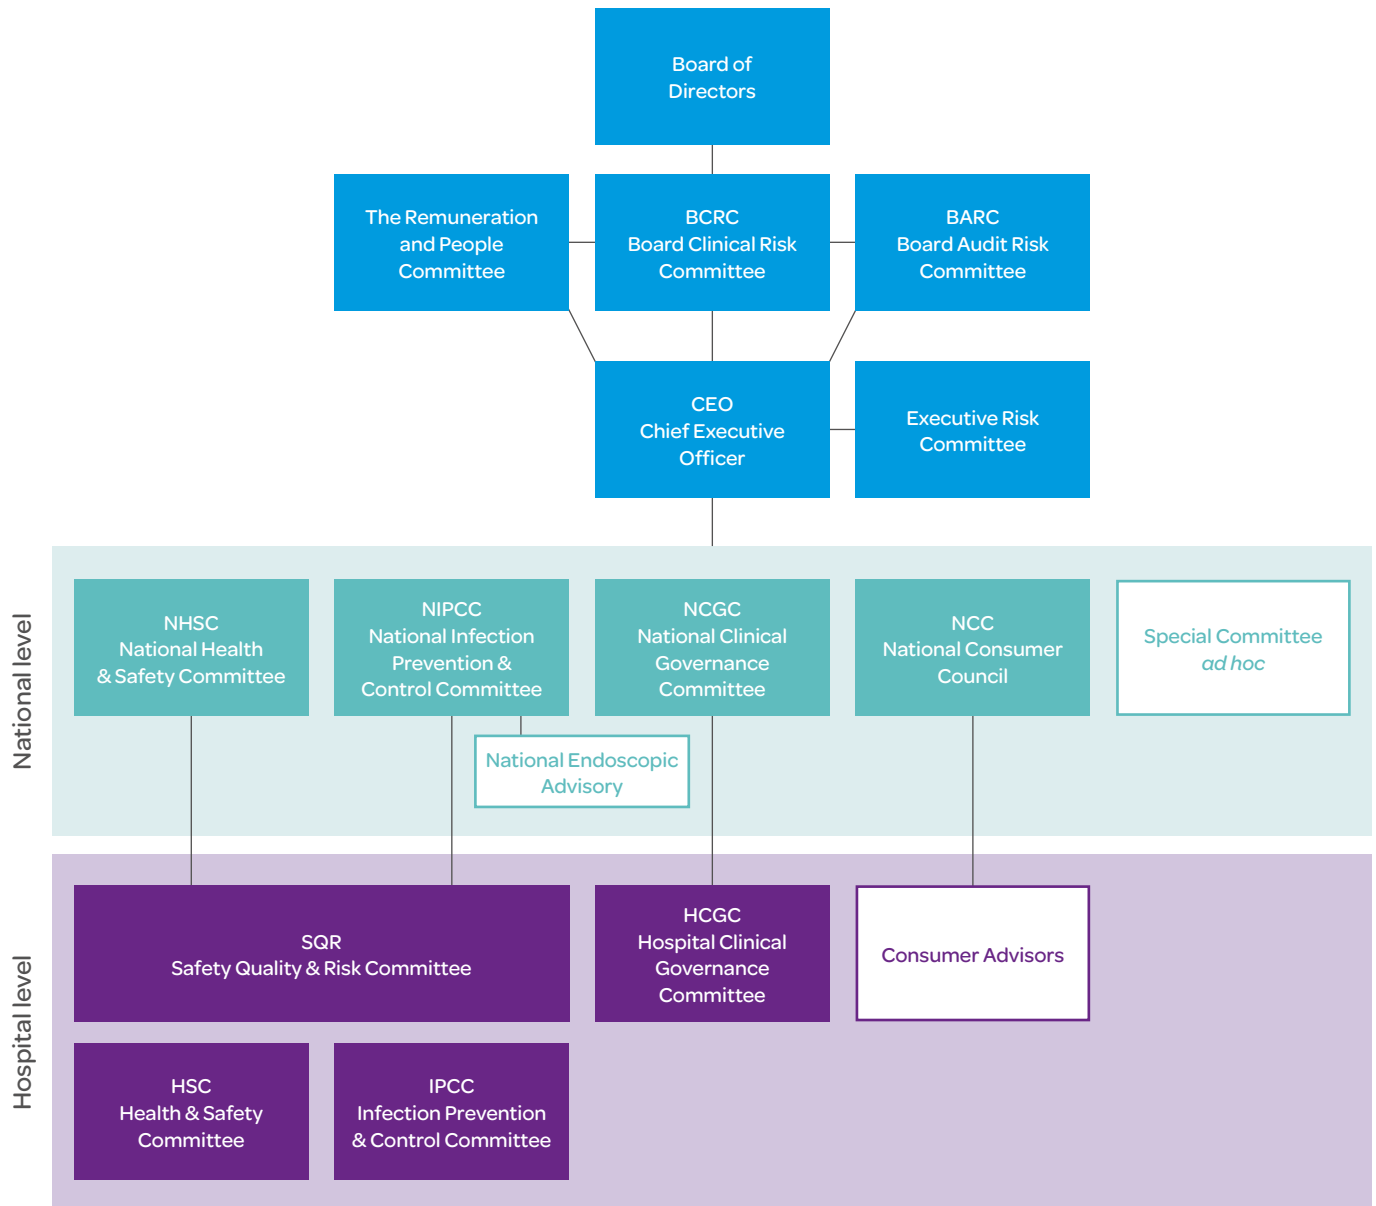 Board of
Directors
The Remuneration
and People
Committee
BCRC
Board Clinical Risk
Committee
BARC
Board Audit Risk
Committee
CEO
Chief Executive
Officer
Executive Risk
Committee
National level
NHSC
National Health
& Safety Committee
NIPCC
National Infection
Prevention &
Control Committee
NCGC
National Clinical
Governance
Committee
NCC
National Consumer
Council
Special Committee
ad hoc
National Endoscopic
Advisory
Hospital level
SQR
Safety Quality & Risk Committee
HCGC
Hospital Clinical
Governance
Committee
Consumer Advisors
HSC
Health & Safety
Committee
IPCC
Infection Prevention
& Control Committee